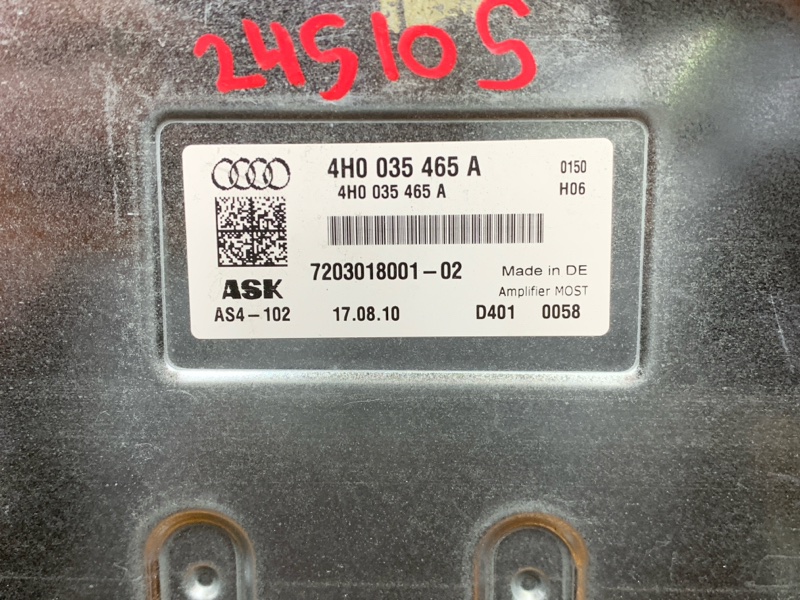 24510S
4H0 035 465 A
4H0 035 465 A
0150
H06
7203018001-02
Made in DE
Amplifier MOST
ASK
AS4-102
17.08.10
D401 0058